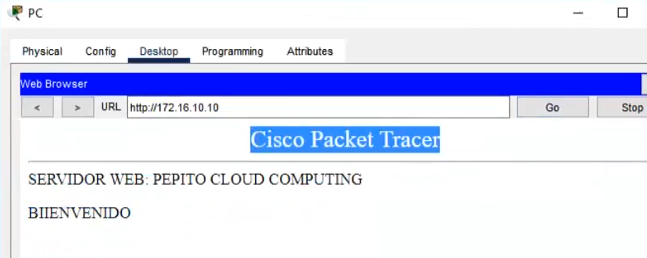 PC
Physical Config Desktop Programming Attributes
Web Browser
< > URL http://172.16.10.10 Go Stop
Cisco Packet Tracer
SERVIDOR WEB: PEPITO CLOUD COMPUTING
BIIENVENIDO